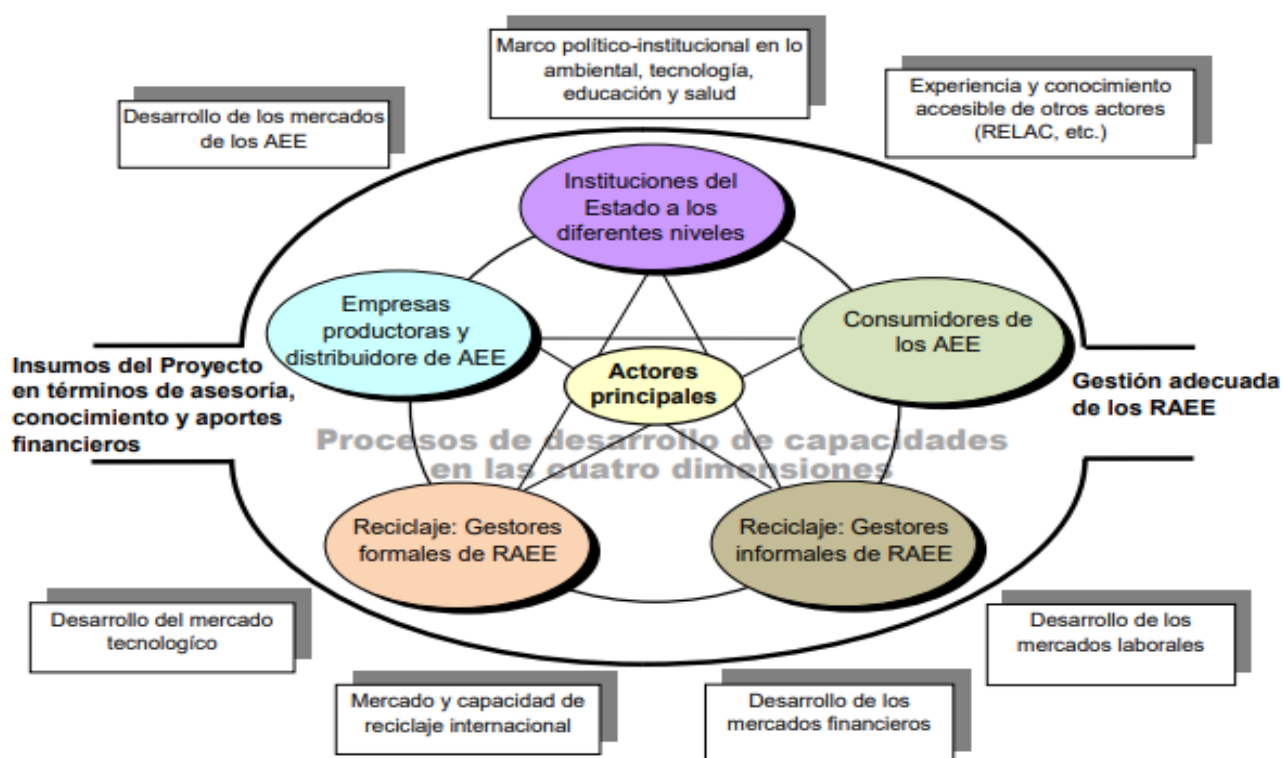 Marco político-institucional en lo
ambiental, tecnología,
educación y salud
Experiencia y conocimiento
accesible de otros actores
(RELAC, etc.)
Desarrollo de los mercados
de los AEE
Instituciones del
Estado a los
diferentes niveles
Empresas
productoras y
distribuidore de AEE
Consumidores de
los AEE
Insumos del Proyecto
en términos de asesoría,
conocimiento y aportes
financieros
Actores
principales
Gestión adecuada
de los RAEE
Procesos de desarrollo de capacidades
en las cuatro dimensiones
Reciclaje: Gestores
formales de RAEE
Reciclaje: Gestores
informales de RAEE
Desarrollo del mercado
tecnologíco
Desarrollo de los
mercados laborales
Mercado y capacidad de
reciclaje internacional
Desarrollo de los
mercados financieros